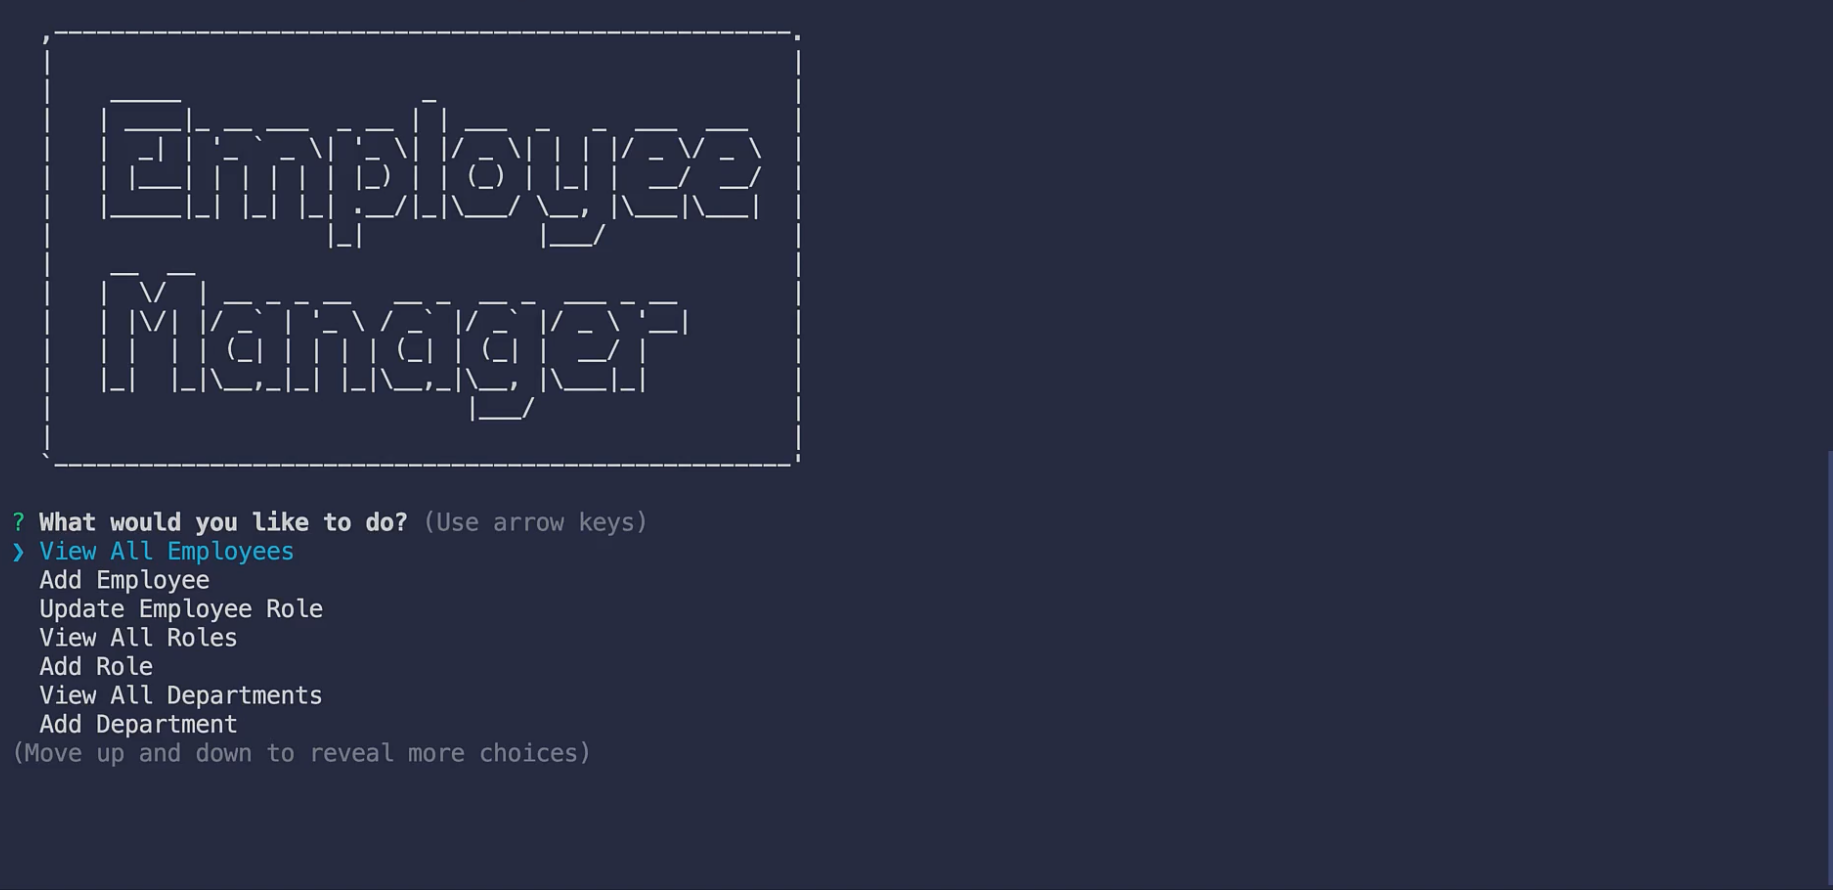 Employee
Manager
? What would you like to do? (Use arrow keys)
❯ View All Employees
Add Employee
Update Employee Role
View All Roles
Add Role
View All Departments
Add Department
(Move up and down to reveal more choices)